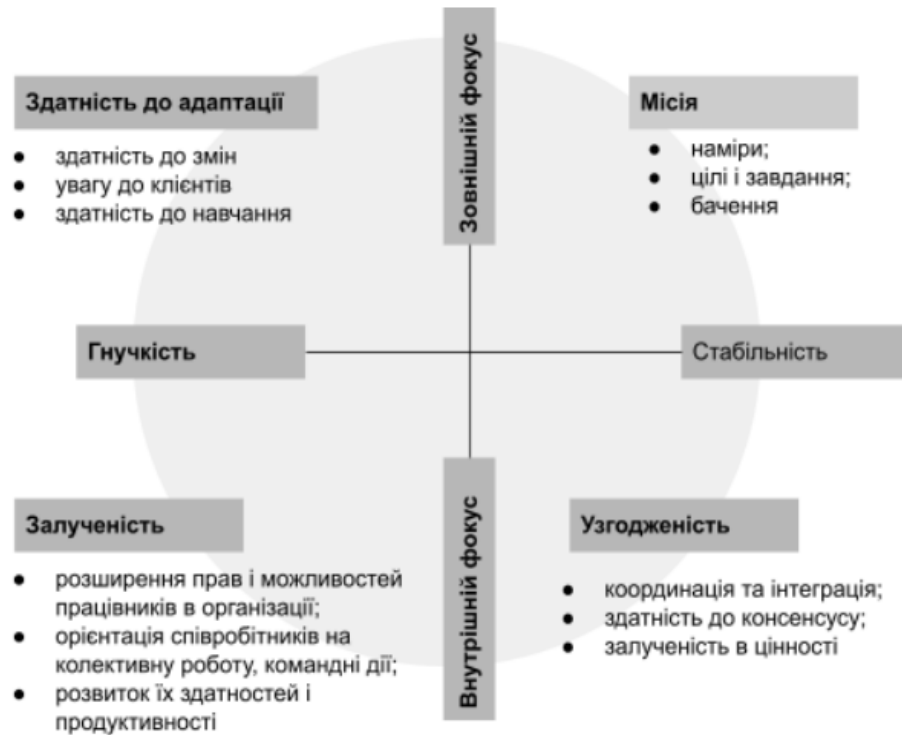 Зовнішній фокус
Здатність до адаптації
● здатність до змін
● увагу до клієнтів
● здатність до навчання
Місія
● наміри;
● цілі і завдання;
● бачення
Гнучкість
Стабільність
Залученість
● розширення прав і можливостей
працівників в організації;
● орієнтація співробітників на
колективну роботу, командні дії;
● розвиток їх здатностей і
продуктивності
Внутрішній фокус
Узгодженість
● координація та інтеграція;
● здатність до консенсусу;
● залученість в цінності